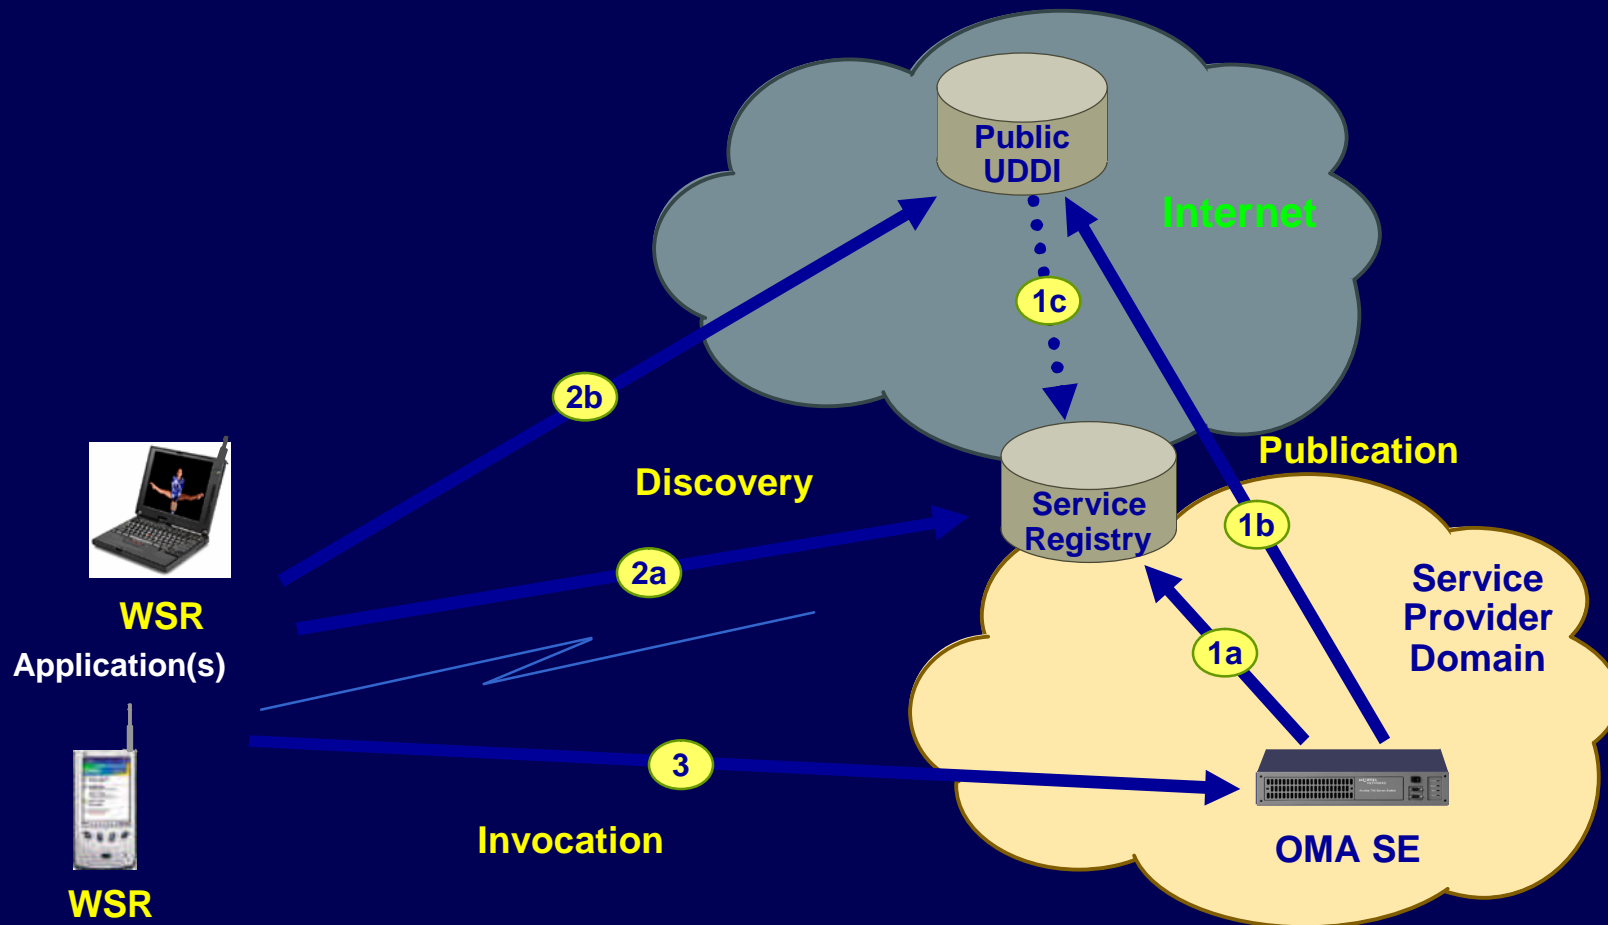 Public
UDDI
Internet
1c
2b
Publication
Discovery
Service
Registry
1b
2a
Service
Provider
Domain
WSR
Application(s)
1a
3
Invocation
OMA SE
WSR